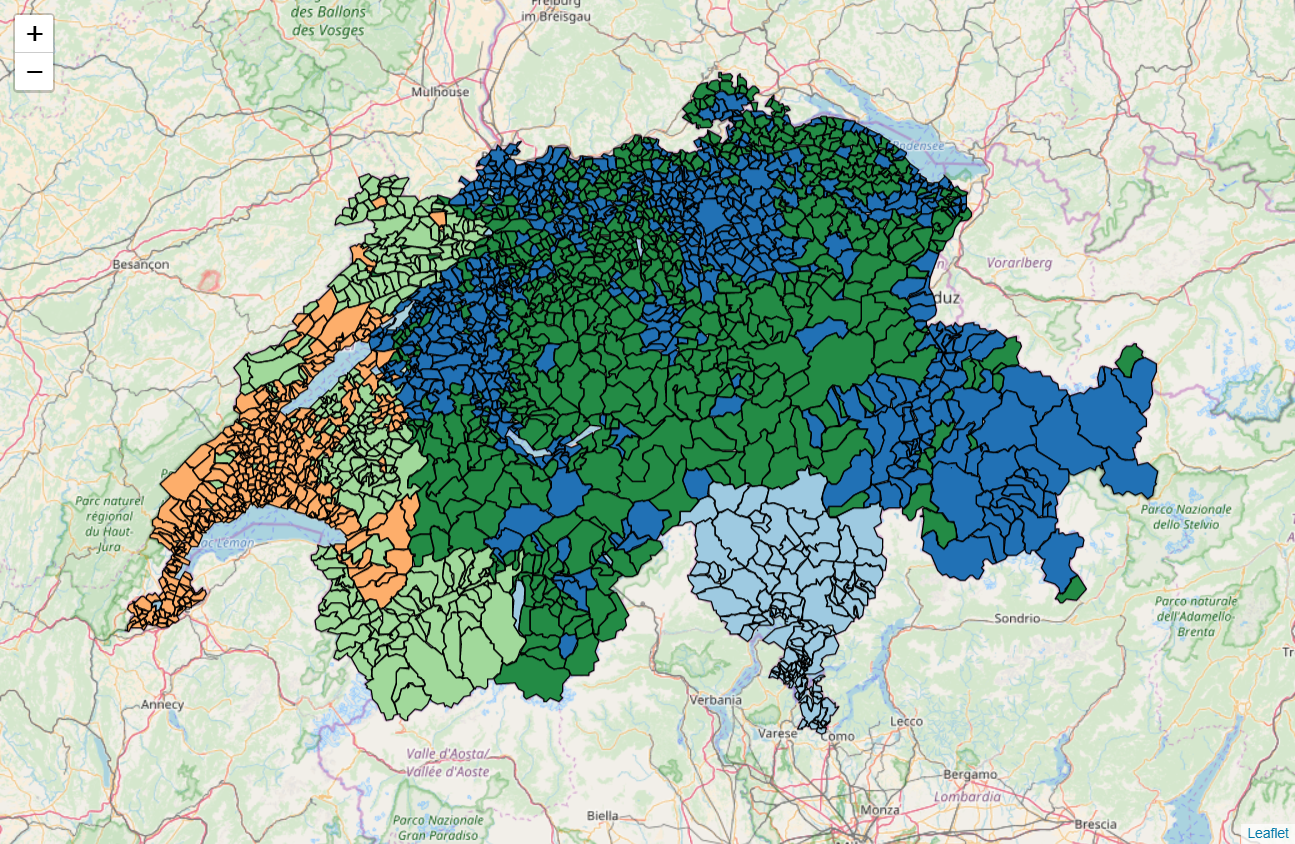 des Ballons
des Vosges
Freiburg
im Breisgau
+
−
Mulhouse
Bodensee
Besançon
Vorarlberg
duz
Parc naturel
régional
du Haut-
Jura
Lac Léman
Parco Nazionale
dello Stelvio
Parco naturale
dell'Adamello-
Brenta
Sondrio
Annecy
Verbania
Varese
Como
Lecco
Valle d'Aosta/
Vallée d'Aoste
Bergamo
Lombardia
Biella
Monza
Parco Nazionale
Gran Paradiso
Brescia
Leaflet